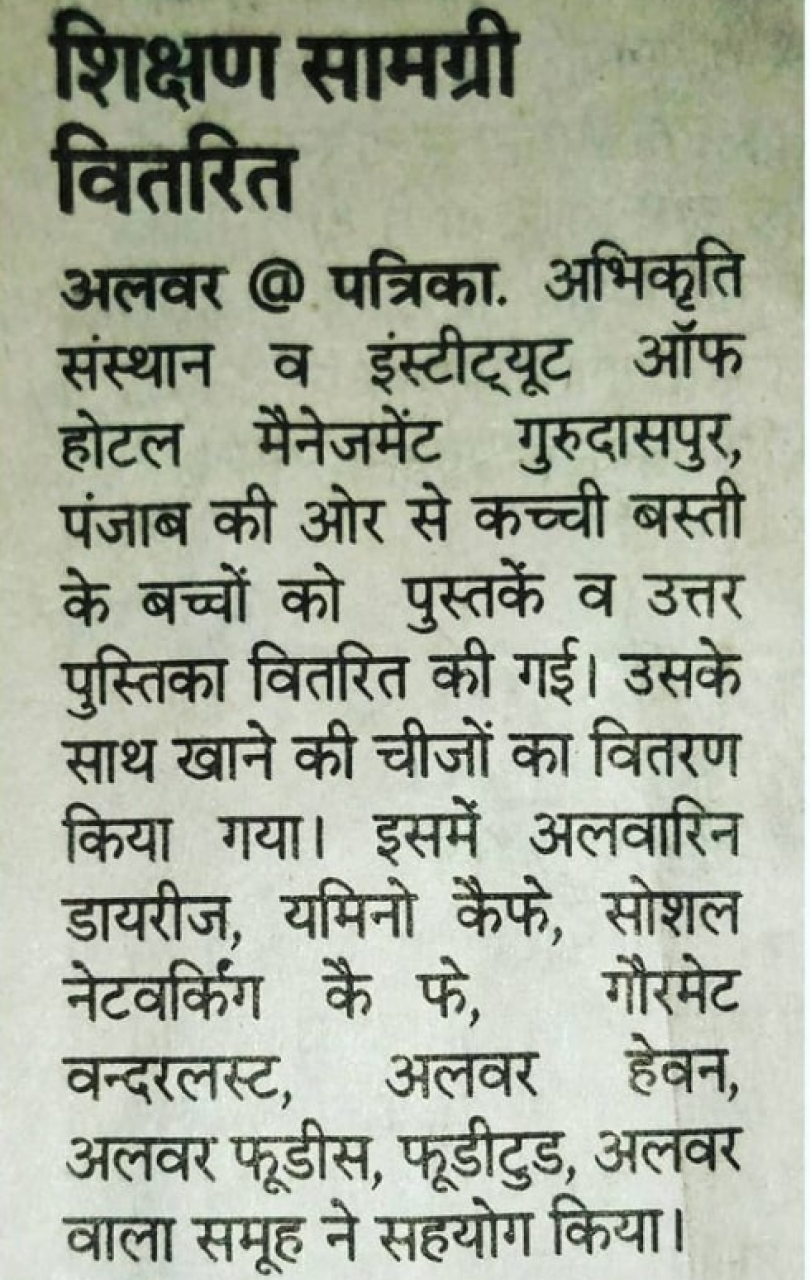 शिक्षण सामग्री
वितरित
अलवर @ पत्रिका. अभिकृति
संस्थान व इंस्टीट्यूट ऑफ
होटल मैनेजमेंट गुरुदासपुर,
पंजाब की ओर से कच्ची बस्ती
के बच्चों को पुस्तकें व उत्तर
पुस्तिका वितरित की गई। उसके
साथ खाने की चीजों का वितरण
किया गया। इसमें अलवारिन
डायरीज, यमिनो कैफे, सोशल
नेटवर्किंग कै फे, गौरमेट
वन्दरलस्ट, अलवर हेवन,
अलवर फूडीस, फूडीटुड, अलवर
वाला समूह ने सहयोग किया।